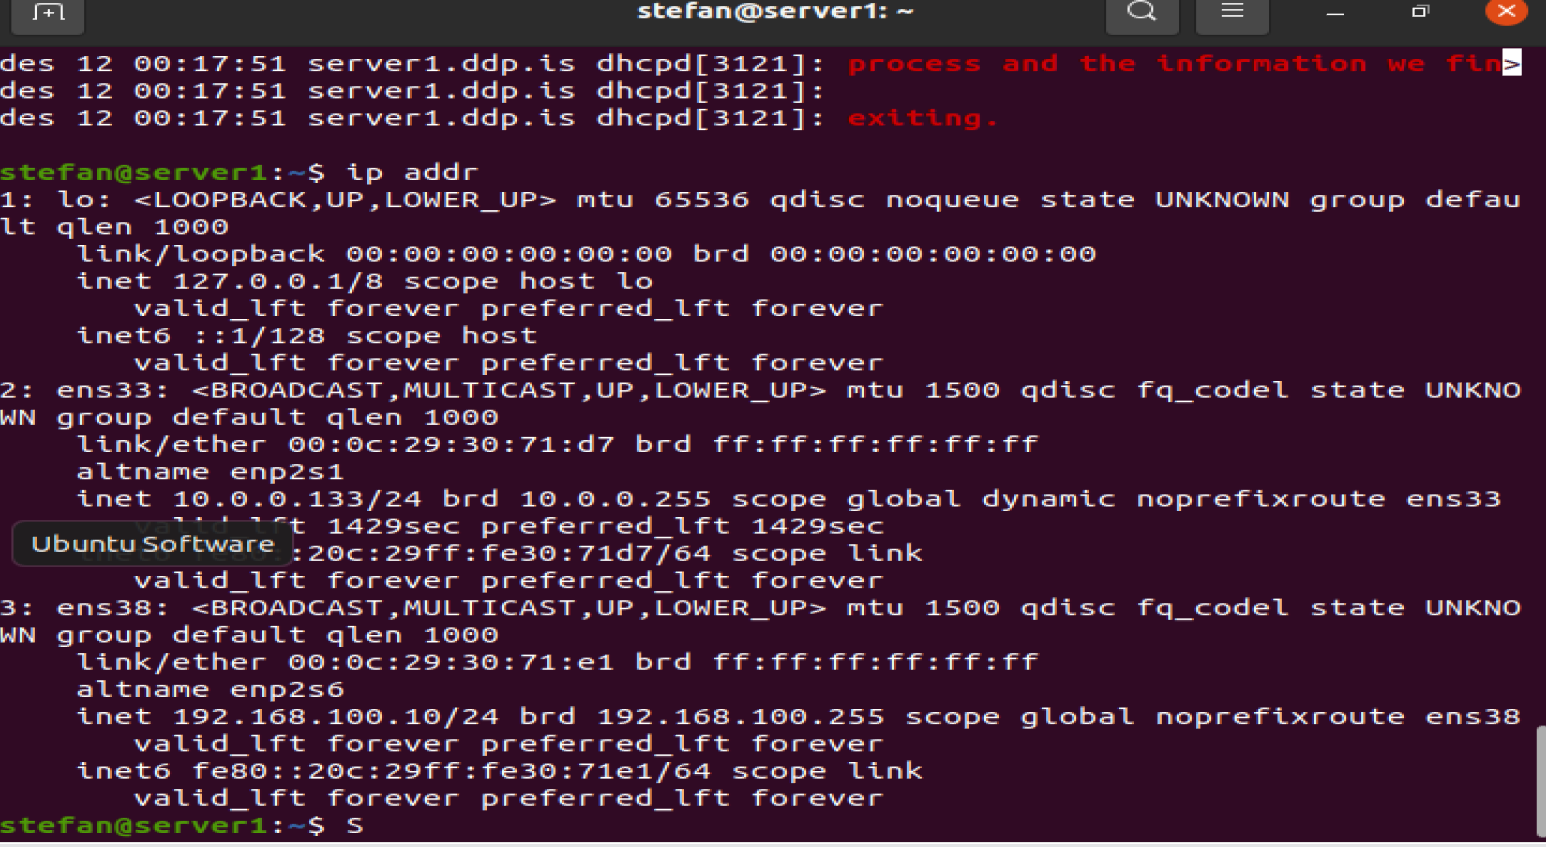 stefan@server1: ~
des 12 00:17:51 server1.ddp.is dhcpd[3121]: process and the information we fin>
des 12 00:17:51 server1.ddp.is dhcpd[3121]:
des 12 00:17:51 server1.ddp.is dhcpd[3121]: exiting.
stefan@server1:~$ ip addr
1: lo: <LOOPBACK,UP,LOWER_UP> mtu 65536 qdisc noqueue state UNKNOWN group defau
lt qlen 1000
link/loopback 00:00:00:00:00:00 brd 00:00:00:00:00:00
inet 127.0.0.1/8 scope host lo
valid_lft forever preferred_lft forever
inet6 ::1/128 scope host
valid_lft forever preferred_lft forever
2: ens33: <BROADCAST,MULTICAST,UP,LOWER_UP> mtu 1500 qdisc fq_codel state UNKNO
WN group default qlen 1000
link/ether 00:0c:29:30:71:d7 brd ff:ff:ff:ff:ff:ff
altname enp2s1
inet 10.0.0.133/24 brd 10.0.0.255 scope global dynamic noprefixroute ens33
valid_lft 1429sec preferred_lft 1429sec
Ubuntu Software
::20c:29ff:fe30:71d7/64 scope link
valid_lft forever preferred_lft forever
3: ens38: <BROADCAST,MULTICAST,UP,LOWER_UP> mtu 1500 qdisc fq_codel state UNKNO
WN group default qlen 1000
link/ether 00:0c:29:30:71:e1 brd ff:ff:ff:ff:ff:ff
altname enp2s6
inet 192.168.100.10/24 brd 192.168.100.255 scope global noprefixroute ens38
valid_lft forever preferred_lft forever
inet6 fe80::20c:29ff:fe30:71e1/64 scope link
valid_lft forever preferred_lft forever
stefan@server1:~$ S